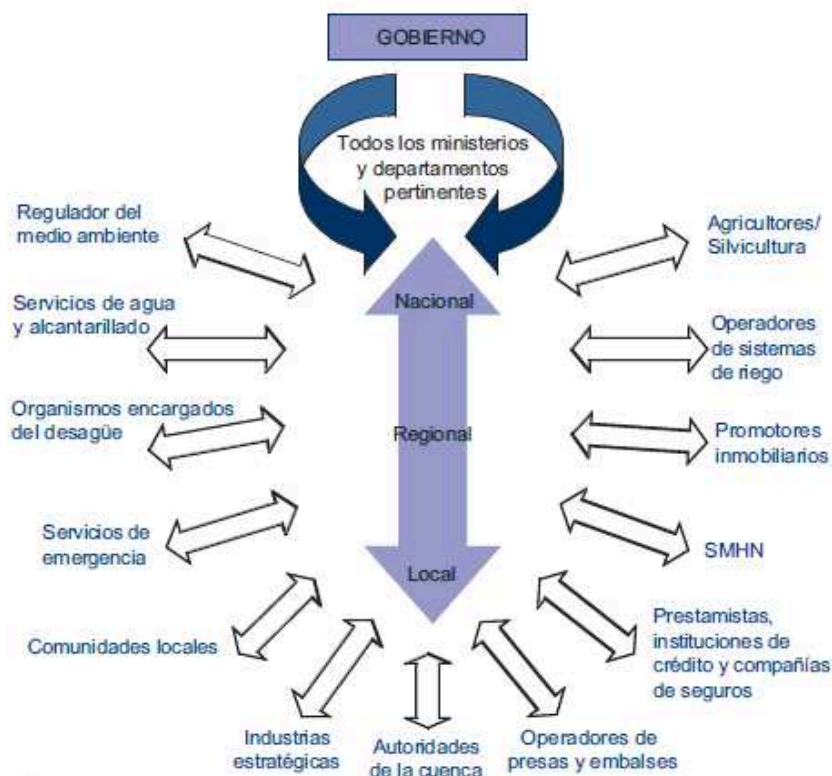 GOBIERNO
Todos los ministerios
y departamentos
pertinentes
Regulador del
medio ambiente
Servicios de agua
y alcantarillado
Organismos encargados
del desagüe
Servicios de
emergencia
Comunidades locales
Industrias
estratégicas
Autoridades
de la cuenca
Operadores de
presas y embalses
Prestamistas,
instituciones de
crédito y compañías
de seguros
SMHN
Promotores
inmobiliarios
Operadores
de sistemas
de riego
Agricultores/
Silvicultura
Nacional
Regional
Local